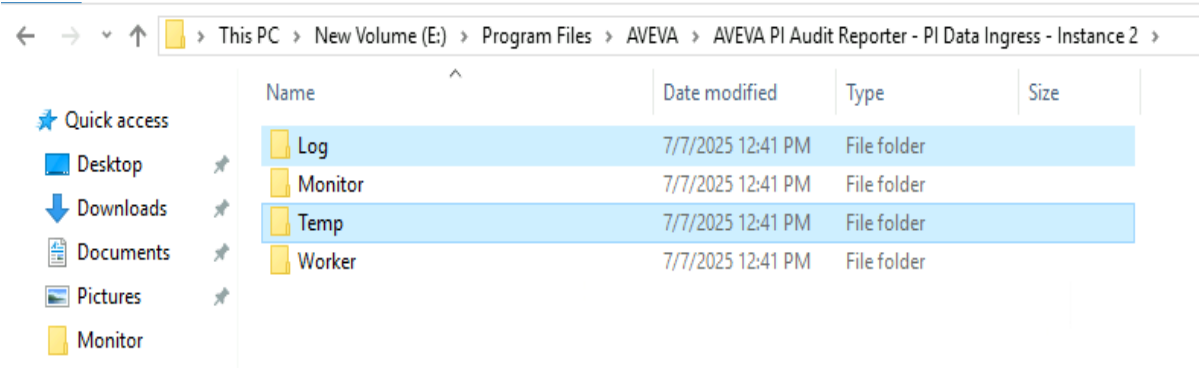 This PC > New Volume (E:) > Program Files > AVEVA > AVEVA PI Audit Reporter - PI Data Ingress - Instance 2 >
Name Date modified Type Size
Quick access
Desktop
Downloads
Documents
Pictures
Monitor
Log 7/7/2025 12:41 PM File folder
Monitor 7/7/2025 12:41 PM File folder
Temp 7/7/2025 12:41 PM File folder
Worker 7/7/2025 12:41 PM File folder